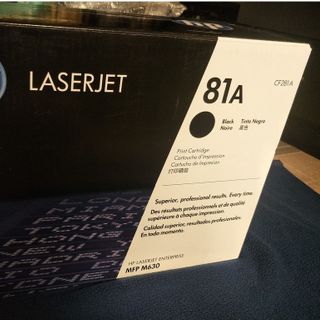 LASERJET
81A
CF281A
Black Tinta Negra
Noire 黑色
Print Cartridge
Cartouche d'impression
Cartucho de impresión
打印硒鼓
Superior, professional results. Every time.
Des résultats professionnels et de qualité
supérieure à chaque impression.
Calidad superior, resultados profesionales.
En todo momento.
HP LASERJET ENTERPRISE
MFP M630